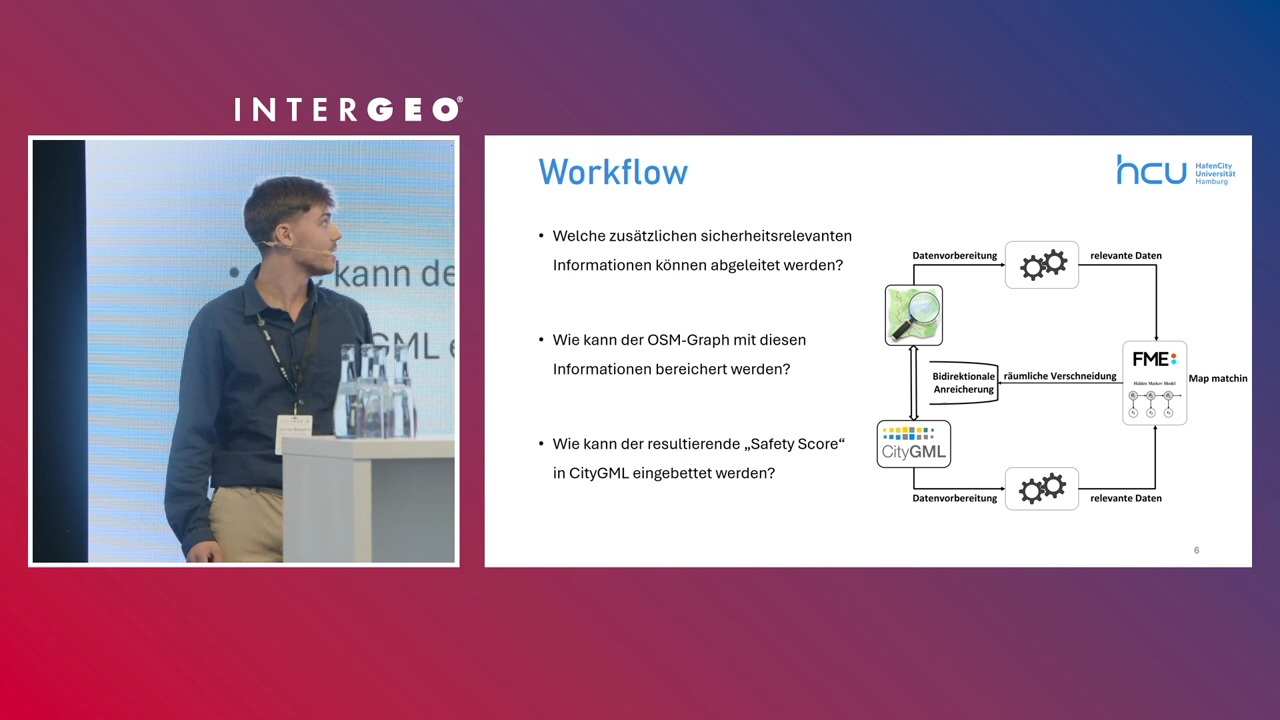 INTERGEO®
kann de
GML e
Workflow
hcu HafenCity
Universität
Hamburg
• Welche zusätzlichen sicherheitsrelevanten
Informationen können abgeleitet werden?
• Wie kann der OSM-Graph mit diesen
Informationen bereichert werden?
• Wie kann der resultierende „Safety Score“
in CityGML eingebettet werden?
Datenvorbereitung
relevante Daten
FME
Hidden Markov Model
Map matchin
räumliche Verschneidung
Bidirektionale
Anreicherung
CityGML
Datenvorbereitung
relevante Daten
6